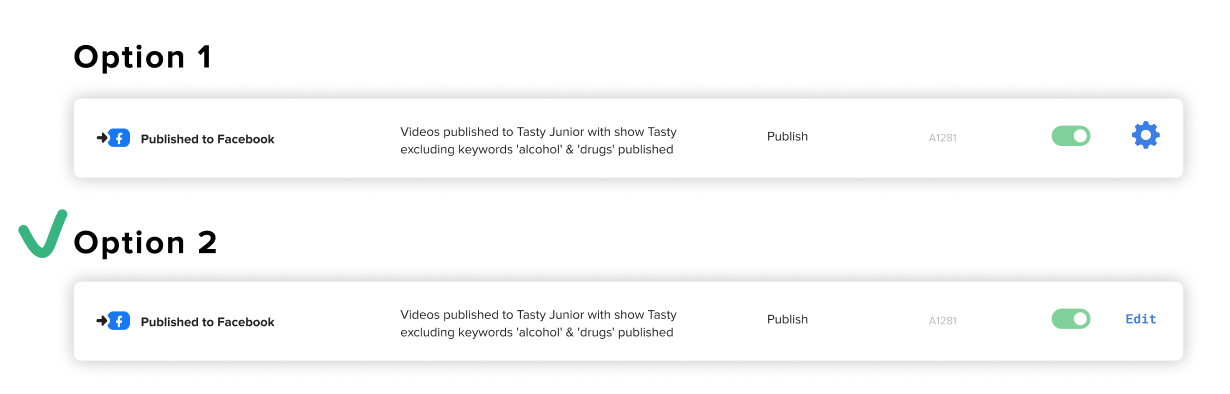 Option 1
Published to Facebook
Videos published to Tasty Junior with show Tasty
excluding keywords 'alcohol' & 'drugs' published
Publish
A1281
Option 2
Published to Facebook
Videos published to Tasty Junior with show Tasty
excluding keywords 'alcohol' & 'drugs' published
Publish
A1281
Edit